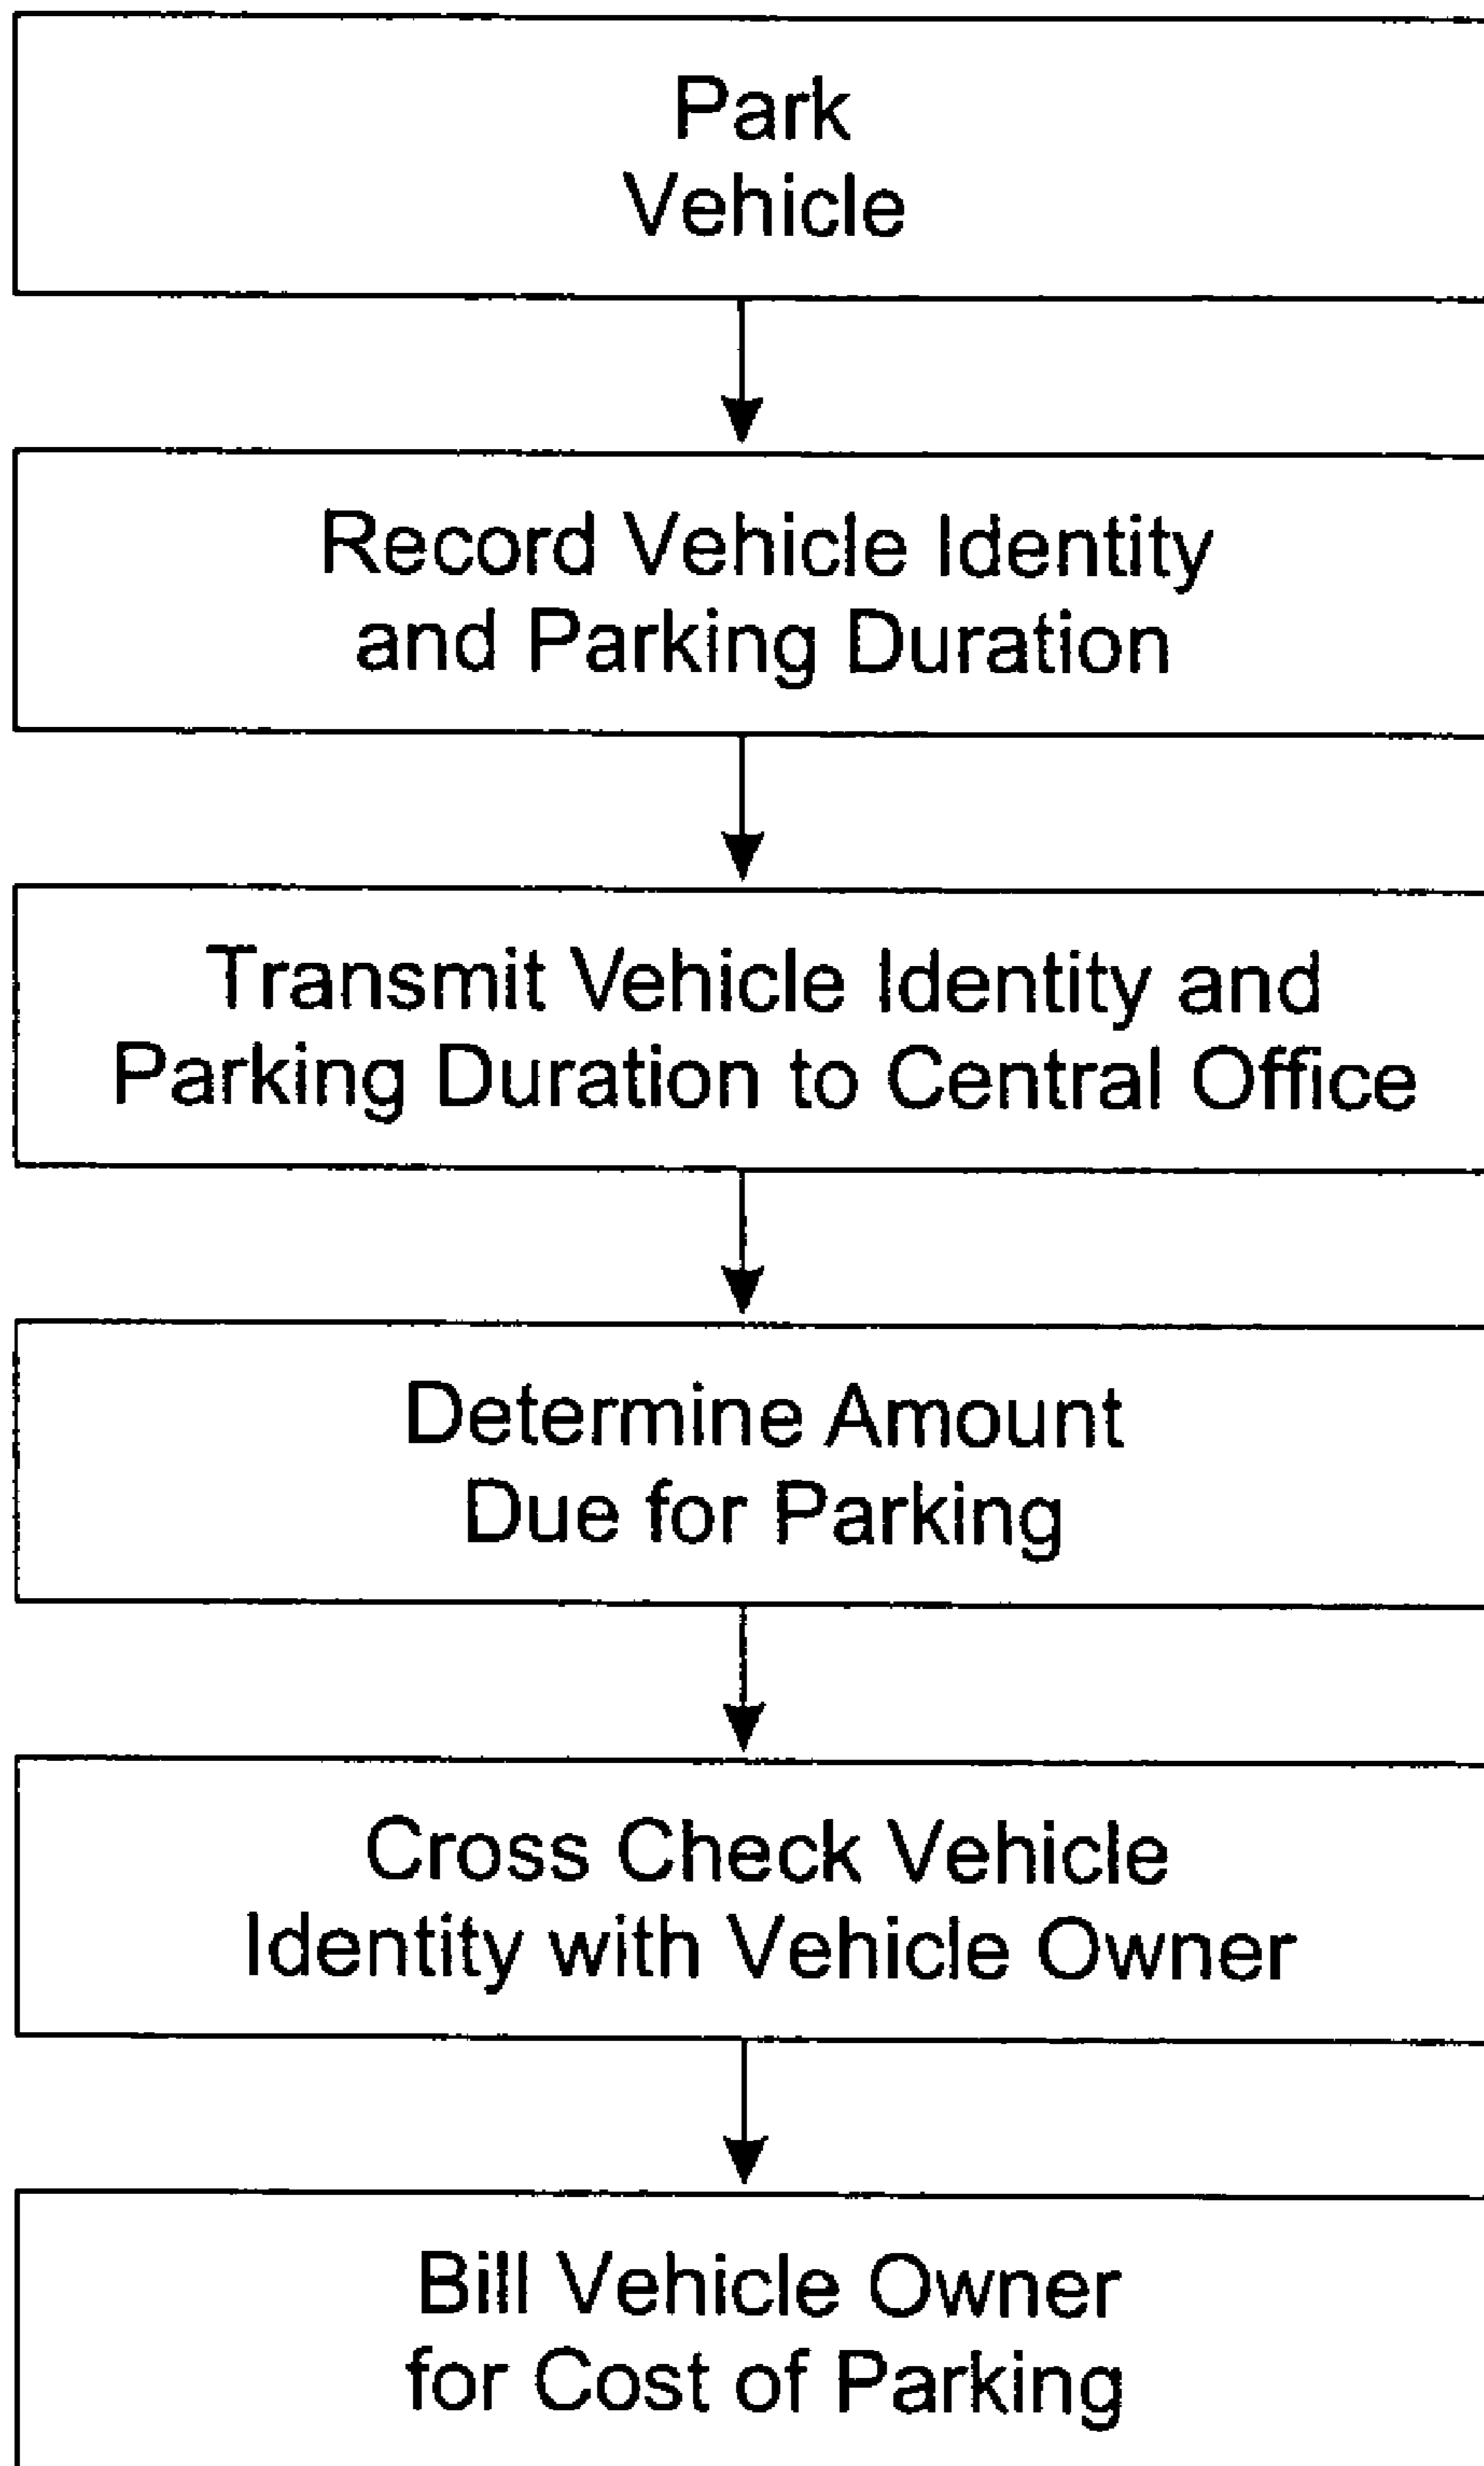 Park
Vehicle
Record Vehicle Identity
and Parking Duration
Transmit Vehicle Identity and
Parking Duration to Central Office
Determine Amount
Due for Parking
Cross Check Vehicle
Identity with Vehicle Owner
Bill Vehicle Owner
for Cost of Parking